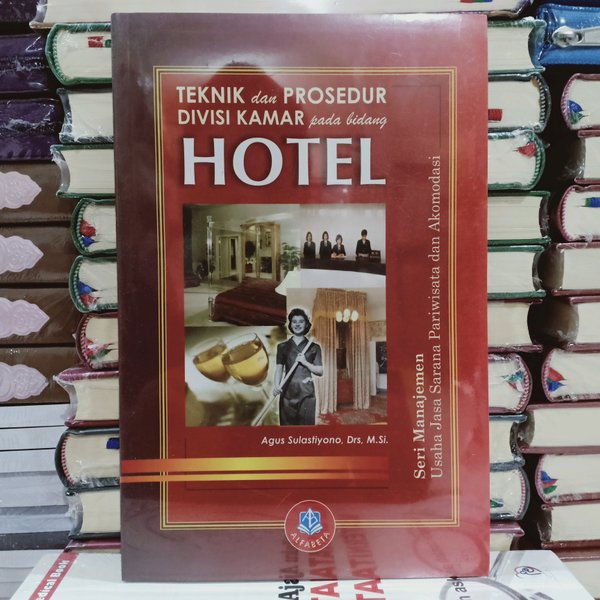 TEKNIK dan PROSEDUR
DIVISI KAMAR pada bidang
HOTEL
Seri Manajemen
Usaha Jasa Sarana Pariwisata dan Akomodasi
Agus Sulastiyono, Drs, M.Si.
ALFABETA